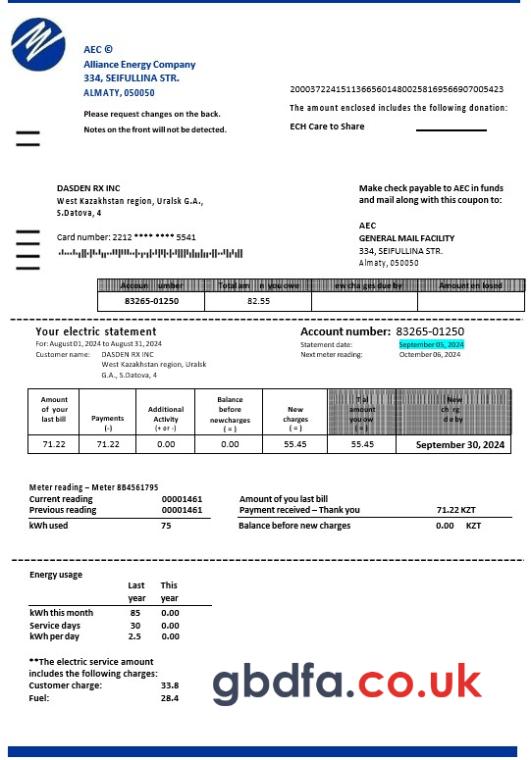 AEC ©
Alliance Energy Company
334, SEIFULLINA STR.
ALMATY, 050050
Please request changes on the back.
Notes on the front will not be detected.
20003722415113665601480025816956690700​5423
The amount enclosed includes the following donation:
ECH Care to Share
DASDEN RX INC
West Kazakhstan region, Uralsk G.A.,
S.Datova, 4
Card number: 2212 **** **** 5541
Make check payable to AEC in funds
and mail along with this coupon to:
AEC
GENERAL MAIL FACILITY
334, SEIFULLINA STR.
Almaty, 050050
Accoun umber Total am n you owe ew cha ges due by Amount en losed
83265-01250 82.55
Your electric statement
For: August 01, 2024 to August 31, 2024
Customer name: DASDEN RX INC
West Kazakhstan region, Uralsk
G.A., S.Datova, 4
Account number: 83265-01250
Statement date: September 05, 2024
Next meter reading: Octember 06, 2024
Amount of your last bill Payments (-) Additional Activity (+ or -) Balance before newcharges ( = ) New charges ( = ) T al amount you ow ( = ) New ch rg d e by
71.22 71.22 0.00 0.00 55.45 55.45 September 30, 2024
Meter reading – Meter 8B4561795
Current reading 00001461
Previous reading 00001461
kWh used 75
Amount of you last bill
Payment received – Thank you 71.22 KZT
Balance before new charges 0.00 KZT
Energy usage
Last year This year
kWh this month 85 0.00
Service days 30 0.00
kWh per day 2.5 0.00
**The electric service amount
includes the following charges:
Customer charge: 33.8
Fuel: 28.4
gbdfa.co.uk